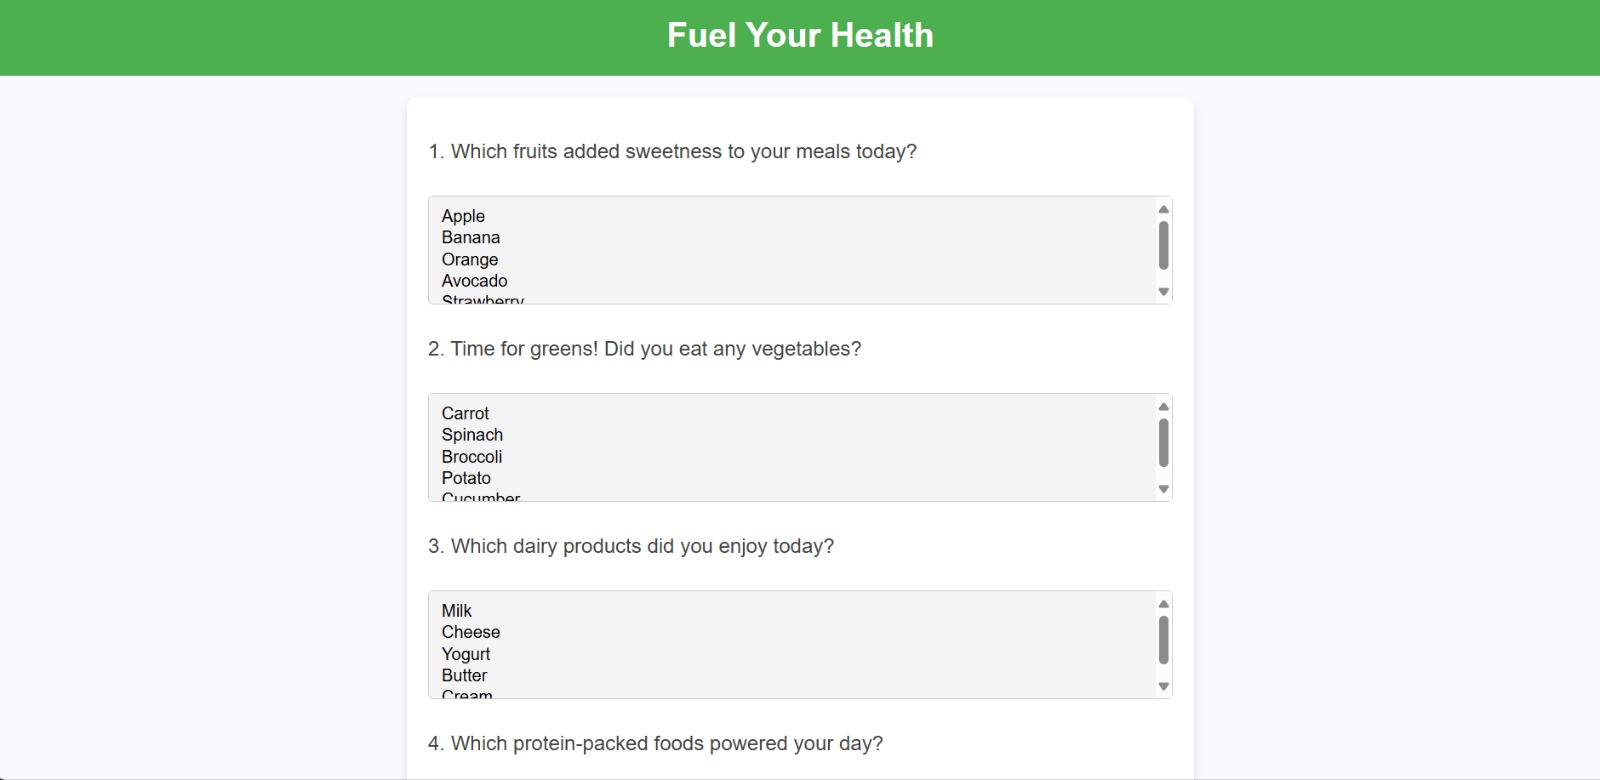 Fuel Your Health
1. Which fruits added sweetness to your meals today?
Apple
Banana
Orange
Avocado
Strawberry
2. Time for greens! Did you eat any vegetables?
Carrot
Spinach
Broccoli
Potato
Cucumber
3. Which dairy products did you enjoy today?
Milk
Cheese
Yogurt
Butter
Cream
4. Which protein-packed foods powered your day?